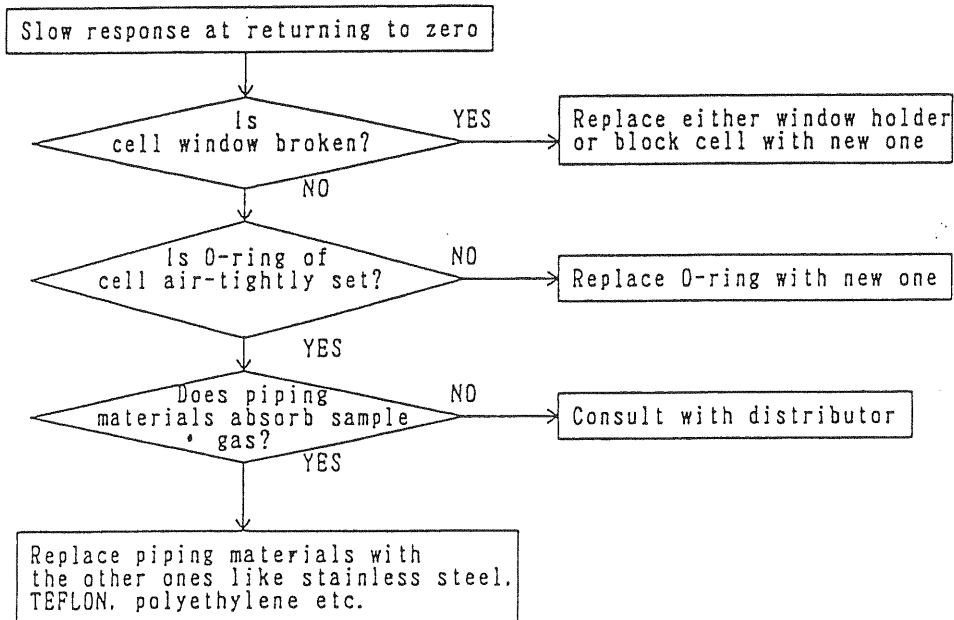 Slow response at returning to zero
Is
cell window broken?
YES
Replace either window holder
or block cell with new one
NO
Is O-ring of
cell air-tightly set?
NO
Replace O-ring with new one
YES
Does piping
materials absorb sample
gas?
NO
Consult with distributor
YES
Replace piping materials with
the other ones like stainless steel,
TEFLON, polyethylene etc.